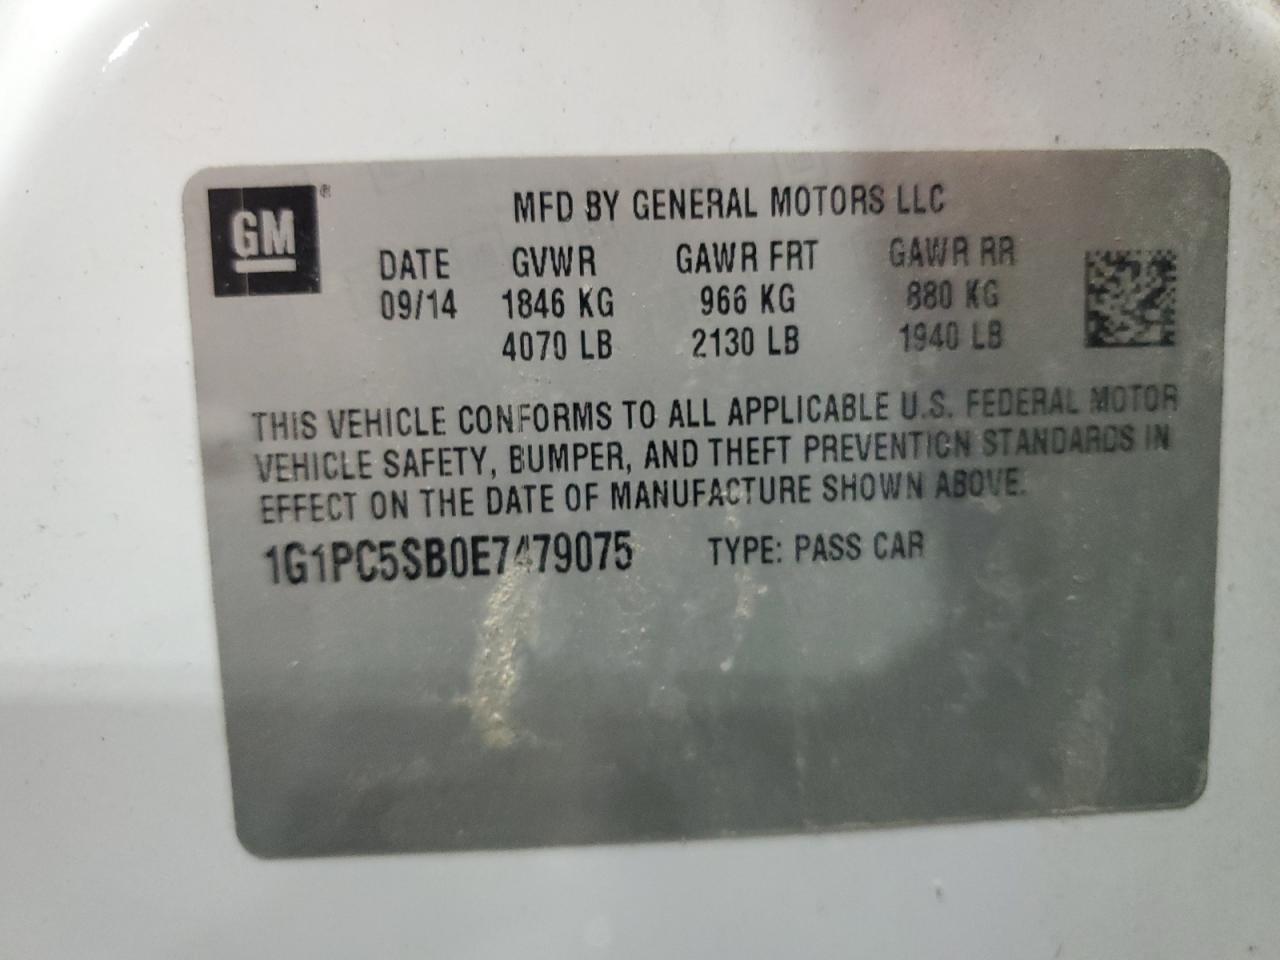 GM®
MFD BY GENERAL MOTORS LLC
DATE GVWR GAWR FRT GAWR RR
09/14 1846 KG 966 KG 880 KG
4070 LB 2130 LB 1940 LB
THIS VEHICLE CONFORMS TO ALL APPLICABLE U.S. FEDERAL MOTOR
VEHICLE SAFETY, BUMPER, AND THEFT PREVENTION STANDARDS IN
EFFECT ON THE DATE OF MANUFACTURE SHOWN ABOVE.
1G1PC5SB0E7479075 TYPE: PASS CAR